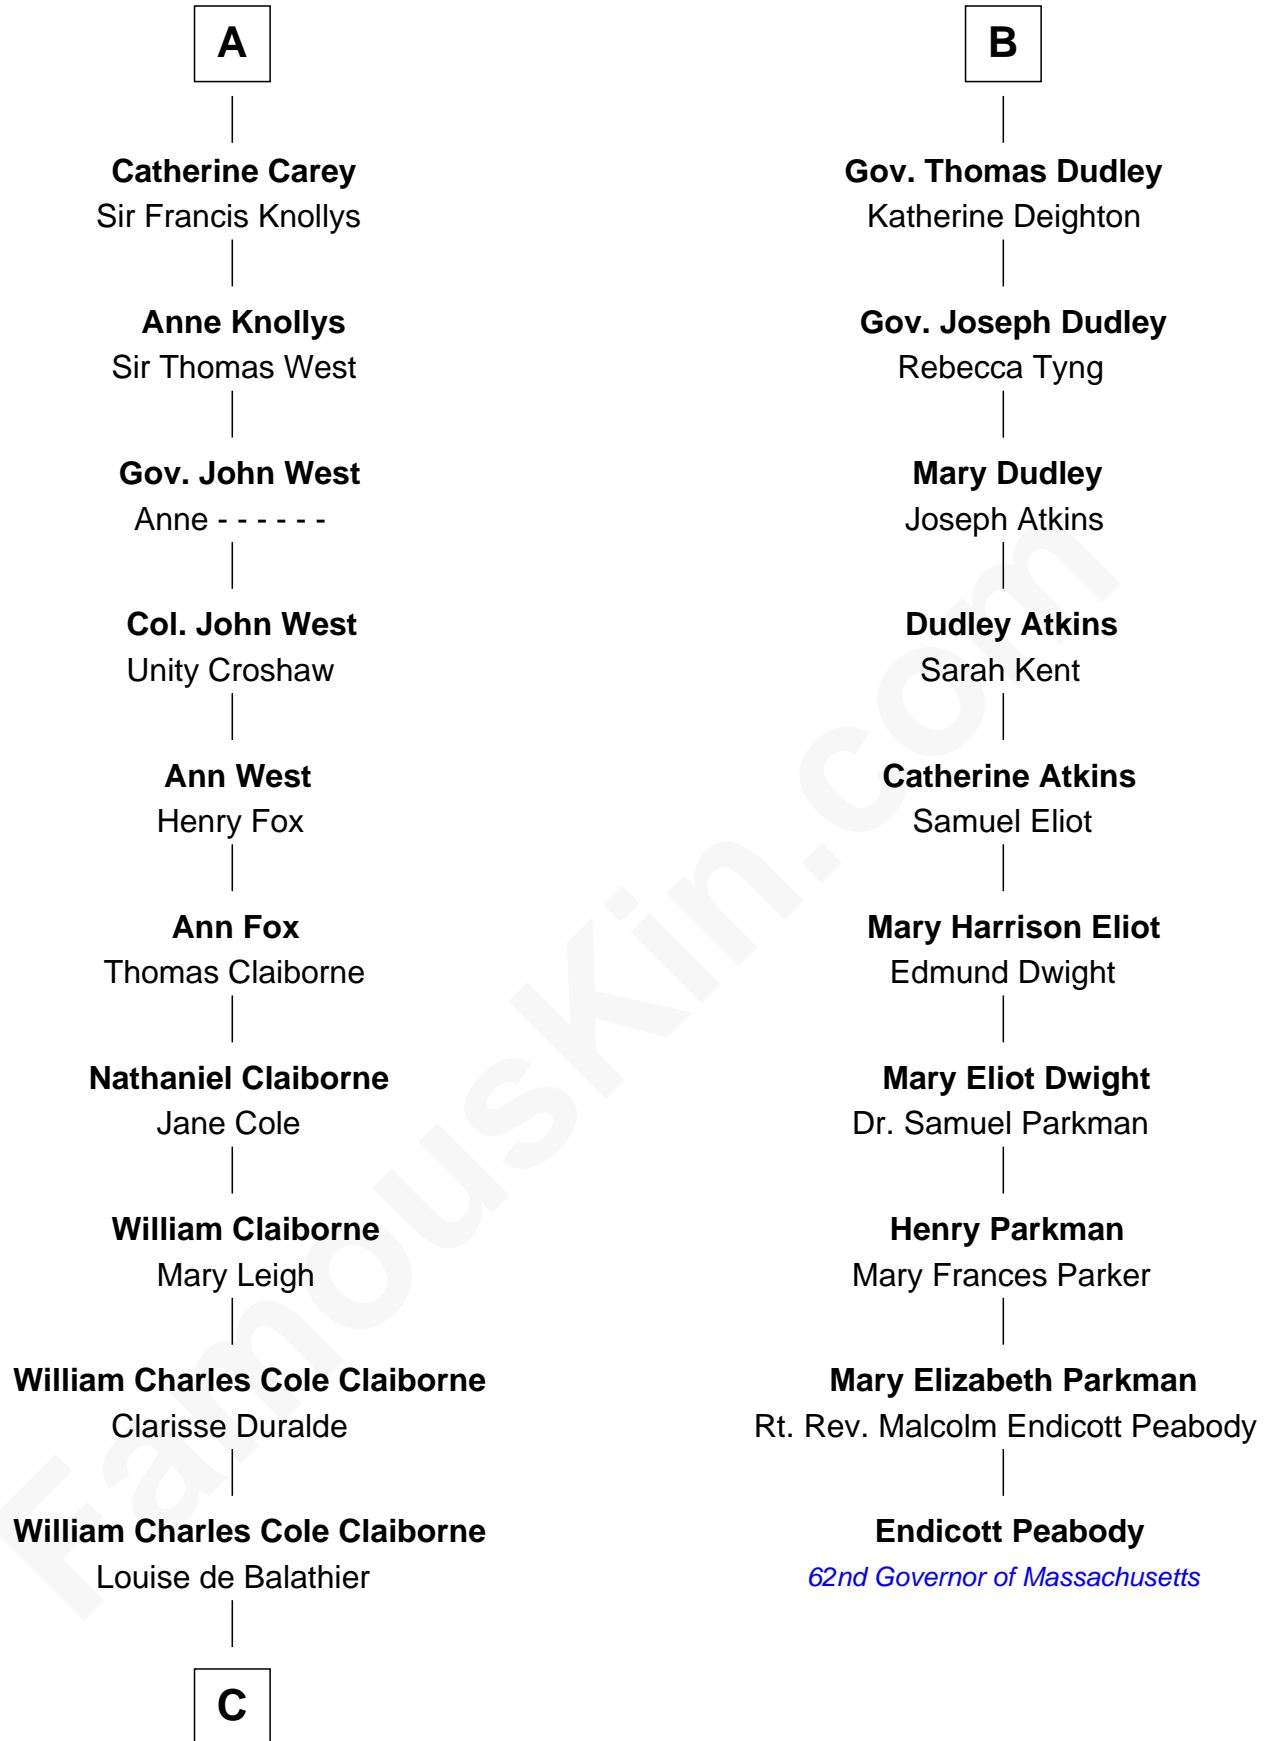 A
Catherine Carey
Sir Francis Knollys
Anne Knollys
Sir Thomas West
Gov. John West
Anne - - - - - -
Col. John West
Unity Croshaw
Ann West
Henry Fox
Ann Fox
Thomas Claiborne
Nathaniel Claiborne
Jane Cole
William Claiborne
Mary Leigh
William Charles Cole Claiborne
Clarisse Duralde
William Charles Cole Claiborne
Louise de Balathier
C
B
Gov. Thomas Dudley
Katherine Deighton
Gov. Joseph Dudley
Rebecca Tyng
Mary Dudley
Joseph Atkins
Dudley Atkins
Sarah Kent
Catherine Atkins
Samuel Eliot
Mary Harrison Eliot
Edmund Dwight
Mary Eliot Dwight
Dr. Samuel Parkman
Henry Parkman
Mary Frances Parker
Mary Elizabeth Parkman
Rt. Rev. Malcolm Endicott Peabody
Endicott Peabody
62nd Governor of Massachusetts
FamousKin.com